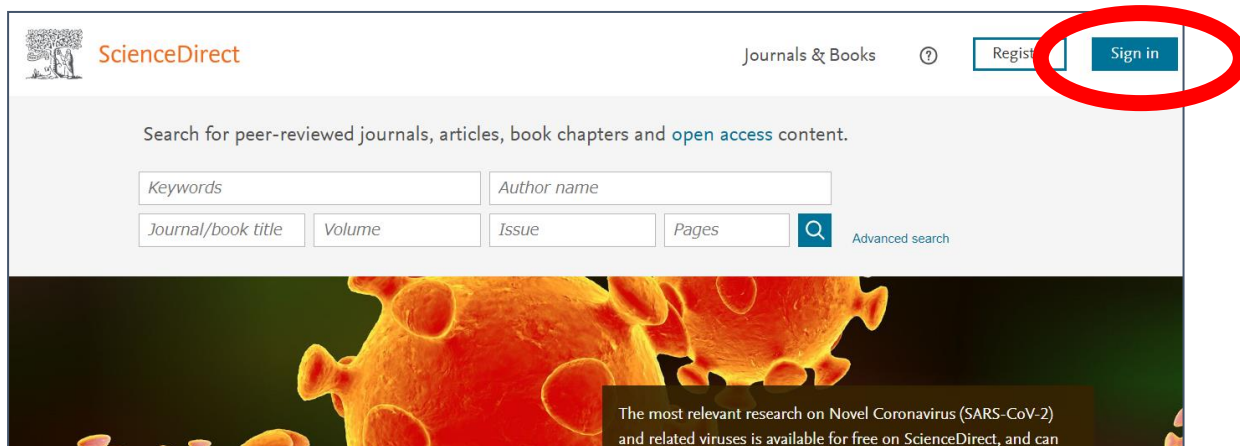 ScienceDirect
Journals & Books
?
Sign in
Search for peer-reviewed journals, articles, book chapters and open access content.
Keywords
Author name
Journal/book title
Volume
Issue
Pages
Advanced search
The most relevant research on Novel Coronavirus (SARS-CoV-2)
and related viruses is available for free on ScienceDirect, and can